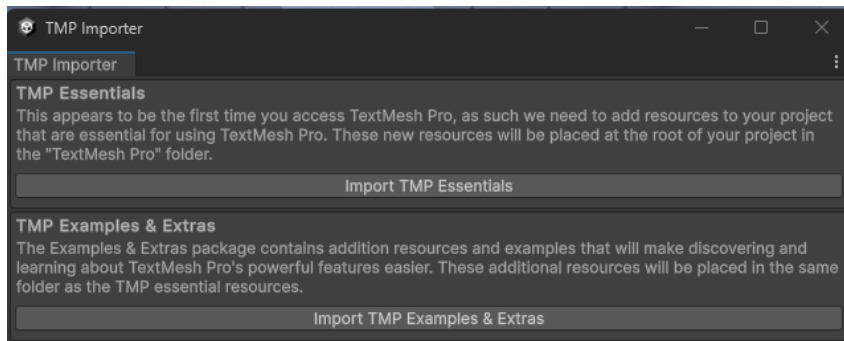 TMP Importer
TMP Importer
TMP Essentials
This appears to be the first time you access TextMesh Pro, as such we need to add resources to your project
that are essential for using TextMesh Pro. These new resources will be placed at the root of your project in
the "TextMesh Pro" folder.
Import TMP Essentials
TMP Examples & Extras
The Examples & Extras package contains addition resources and examples that will make discovering and
learning about TextMesh Pro's powerful features easier. These additional resources will be placed in the same
folder as the TMP essential resources.
Import TMP Examples & Extras